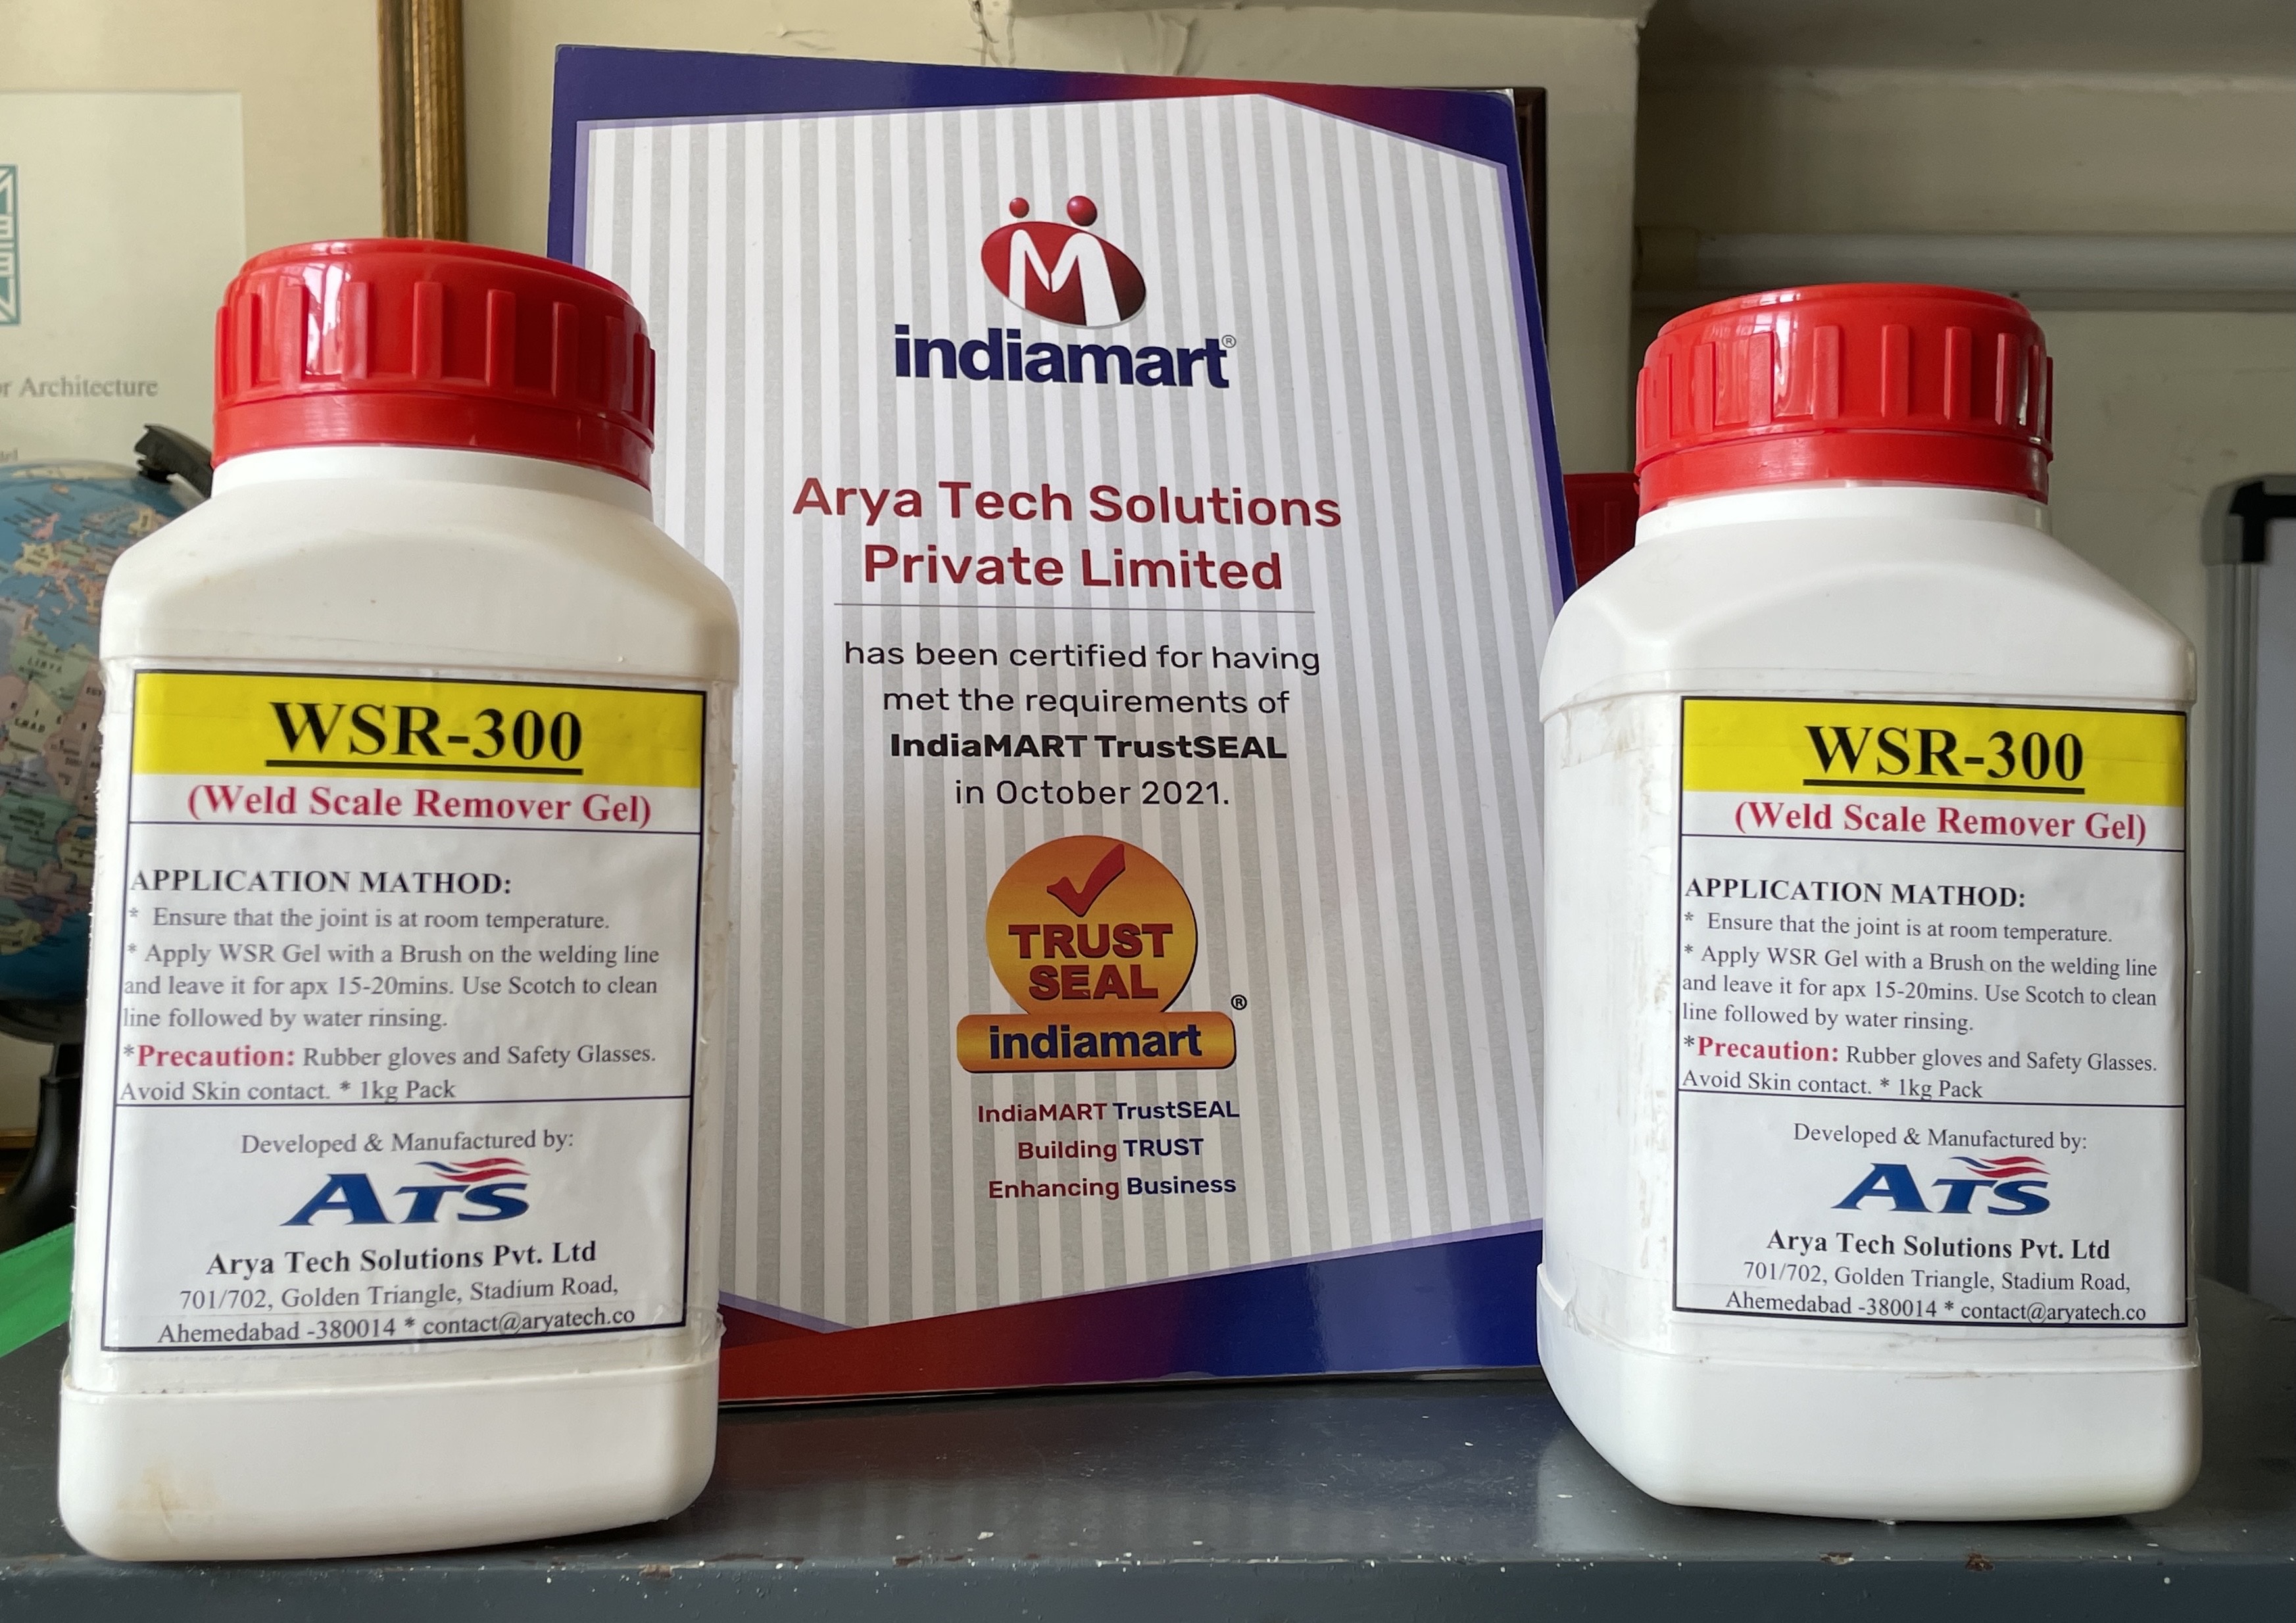 or Architecture
indiamart®
Arya Tech Solutions
Private Limited
has been certified for having
met the requirements of
IndiaMART TrustSEAL
in October 2021.
TRUST
SEAL
®
indiamart
IndiaMART TrustSEAL
Building TRUST
Enhancing Business
WSR-300
(Weld Scale Remover Gel)
APPLICATION MATHOD:
* Ensure that the joint is at room temperature.
* Apply WSR Gel with a Brush on the welding line
and leave it for apx 15-20mins. Use Scotch to clean
line followed by water rinsing.
*Precaution: Rubber gloves and Safety Glasses.
Avoid Skin contact. * 1kg Pack
Developed & Manufactured by:
ATS
Arya Tech Solutions Pvt. Ltd
701/702, Golden Triangle, Stadium Road,
Ahemedabad -380014 * contact@aryatech.co
WSR-300
(Weld Scale Remover Gel)
APPLICATION MATHOD:
* Ensure that the joint is at room temperature.
* Apply WSR Gel with a Brush on the welding line
and leave it for apx 15-20mins. Use Scotch to clean
line followed by water rinsing.
*Precaution: Rubber gloves and Safety Glasses.
Avoid Skin contact. * 1kg Pack
Developed & Manufactured by:
ATS
Arya Tech Solutions Pvt. Ltd
701/702, Golden Triangle, Stadium Road,
Ahemedabad -380014 * contact@aryatech.co